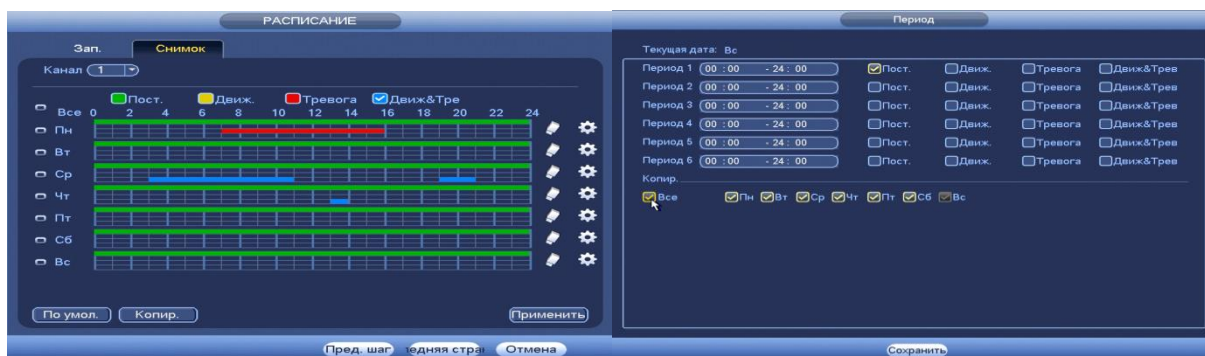 РАСПИСАНИЕ
Зап. Снимок
Канал 1
Пост. Движ. Тревога Движ&Тре
Все 0 2 4 6 8 10 12 14 16 18 20 22 24
Пн
Вт
Ср
Чт
Пт
Сб
Вс
По умол. Копир. Применить
Пред. шаг едняя стра Отмена
Период
Текущая дата: Вс
Период 1 00 :00 - 24: 00 Пост. Движ. Тревога Движ&Трев
Период 2 00 :00 - 24: 00 Пост. Движ. Тревога Движ&Трев
Период 3 00 :00 - 24: 00 Пост. Движ. Тревога Движ&Трев
Период 4 00 :00 - 24: 00 Пост. Движ. Тревога Движ&Трев
Период 5 00 :00 - 24: 00 Пост. Движ. Тревога Движ&Трев
Период 6 00 :00 - 24: 00 Пост. Движ. Тревога Движ&Трев
Копир.
Все Пн Вт Ср Чт Пт Сб Вс
Сохранить